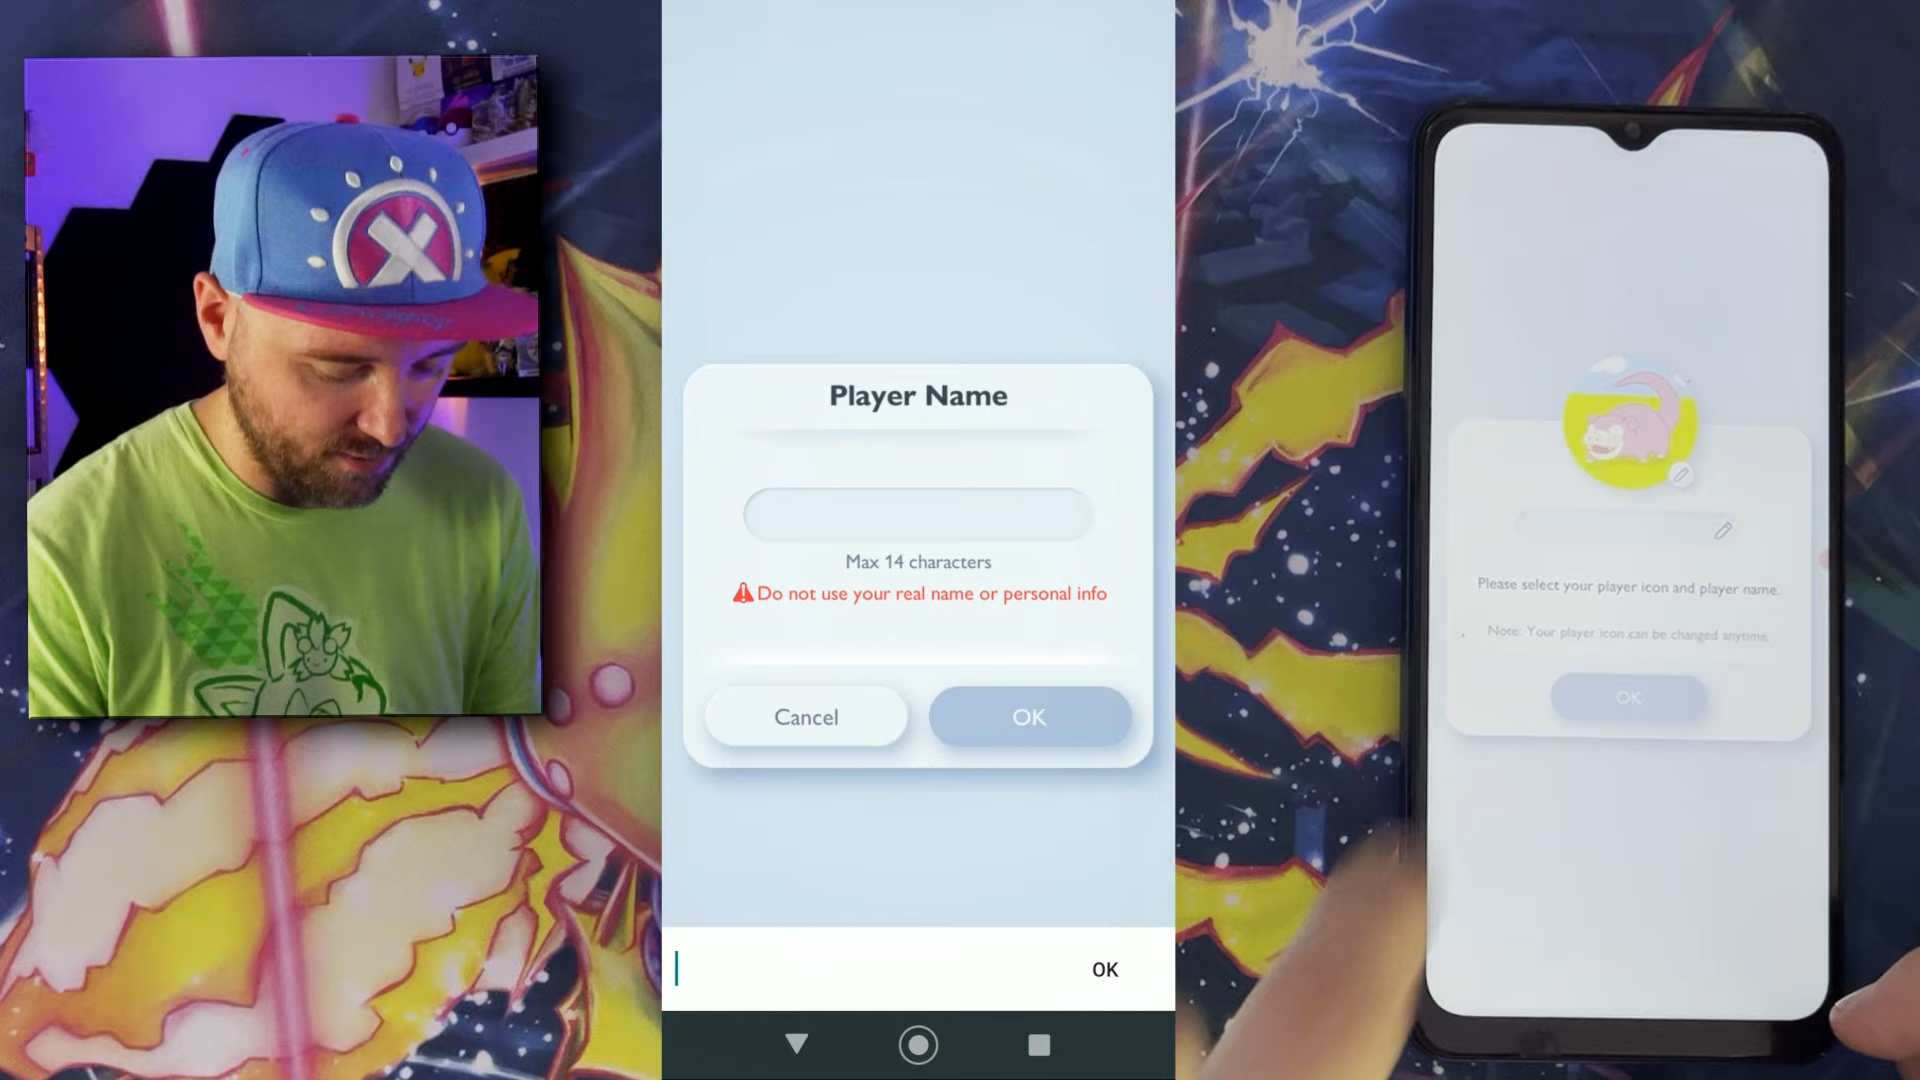 Player Name
Max 14 characters
Do not use your real name or personal info
Cancel
OK
OK
Please select your player icon and player name.
Note: Your player icon can be changed anytime.
OK